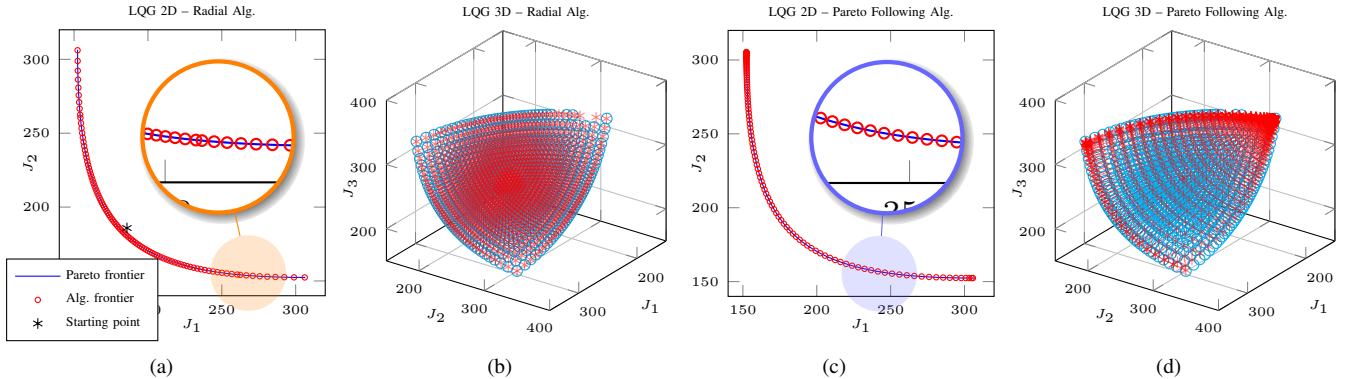 LQG 2D – Radial Alg.
LQG 3D – Radial Alg.
LQG 2D – Pareto Following Alg.
LQG 3D – Pareto Following Alg.
300
250
200
J2
250
300
J1
Pareto frontier
Alg. frontier
Starting point
400
300
200
J3
200
300
400
J2
300
200
J1
300
250
200
150
J2
25
150
200
250
300
J1
400
300
200
J3
200
300
400
J2
300
200
J1
(a)
(b)
(c)
(d)